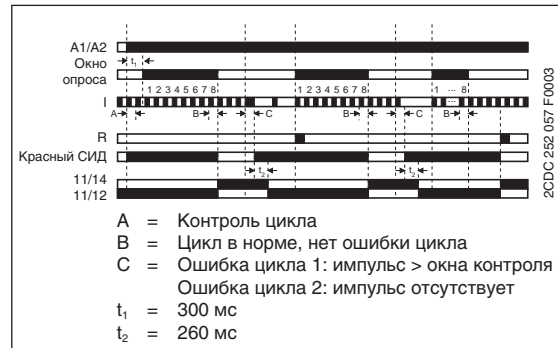 A1/A2
t1
Окно
опроса
1 2 3 4 5 6 7 8 1 2 3 4 5 6 7 8 1 ... 8
I
A B C B C B
R
Красный СИД
t2 t2
11/14
11/12
A = Контроль цикла
B = Цикл в норме, нет ошибки цикла
C = Ошибка цикла 1: импульс > окна контроля
Ошибка цикла 2: импульс отсутствует
t1 = 300 мс
t2 = 260 мс
2CDC 252 057 F0003